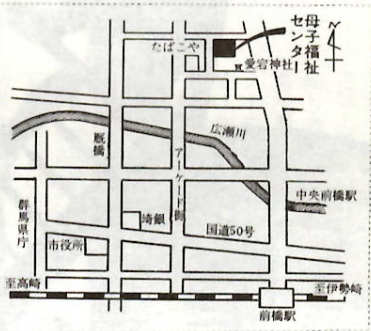 母子福祉
センター
たばこや
愛宕神社
広瀬川
厩橋
アーケード街
中央前橋駅
群馬県庁
埼銀
国道50号
市役所
至高崎
至伊勢崎
前橋駅